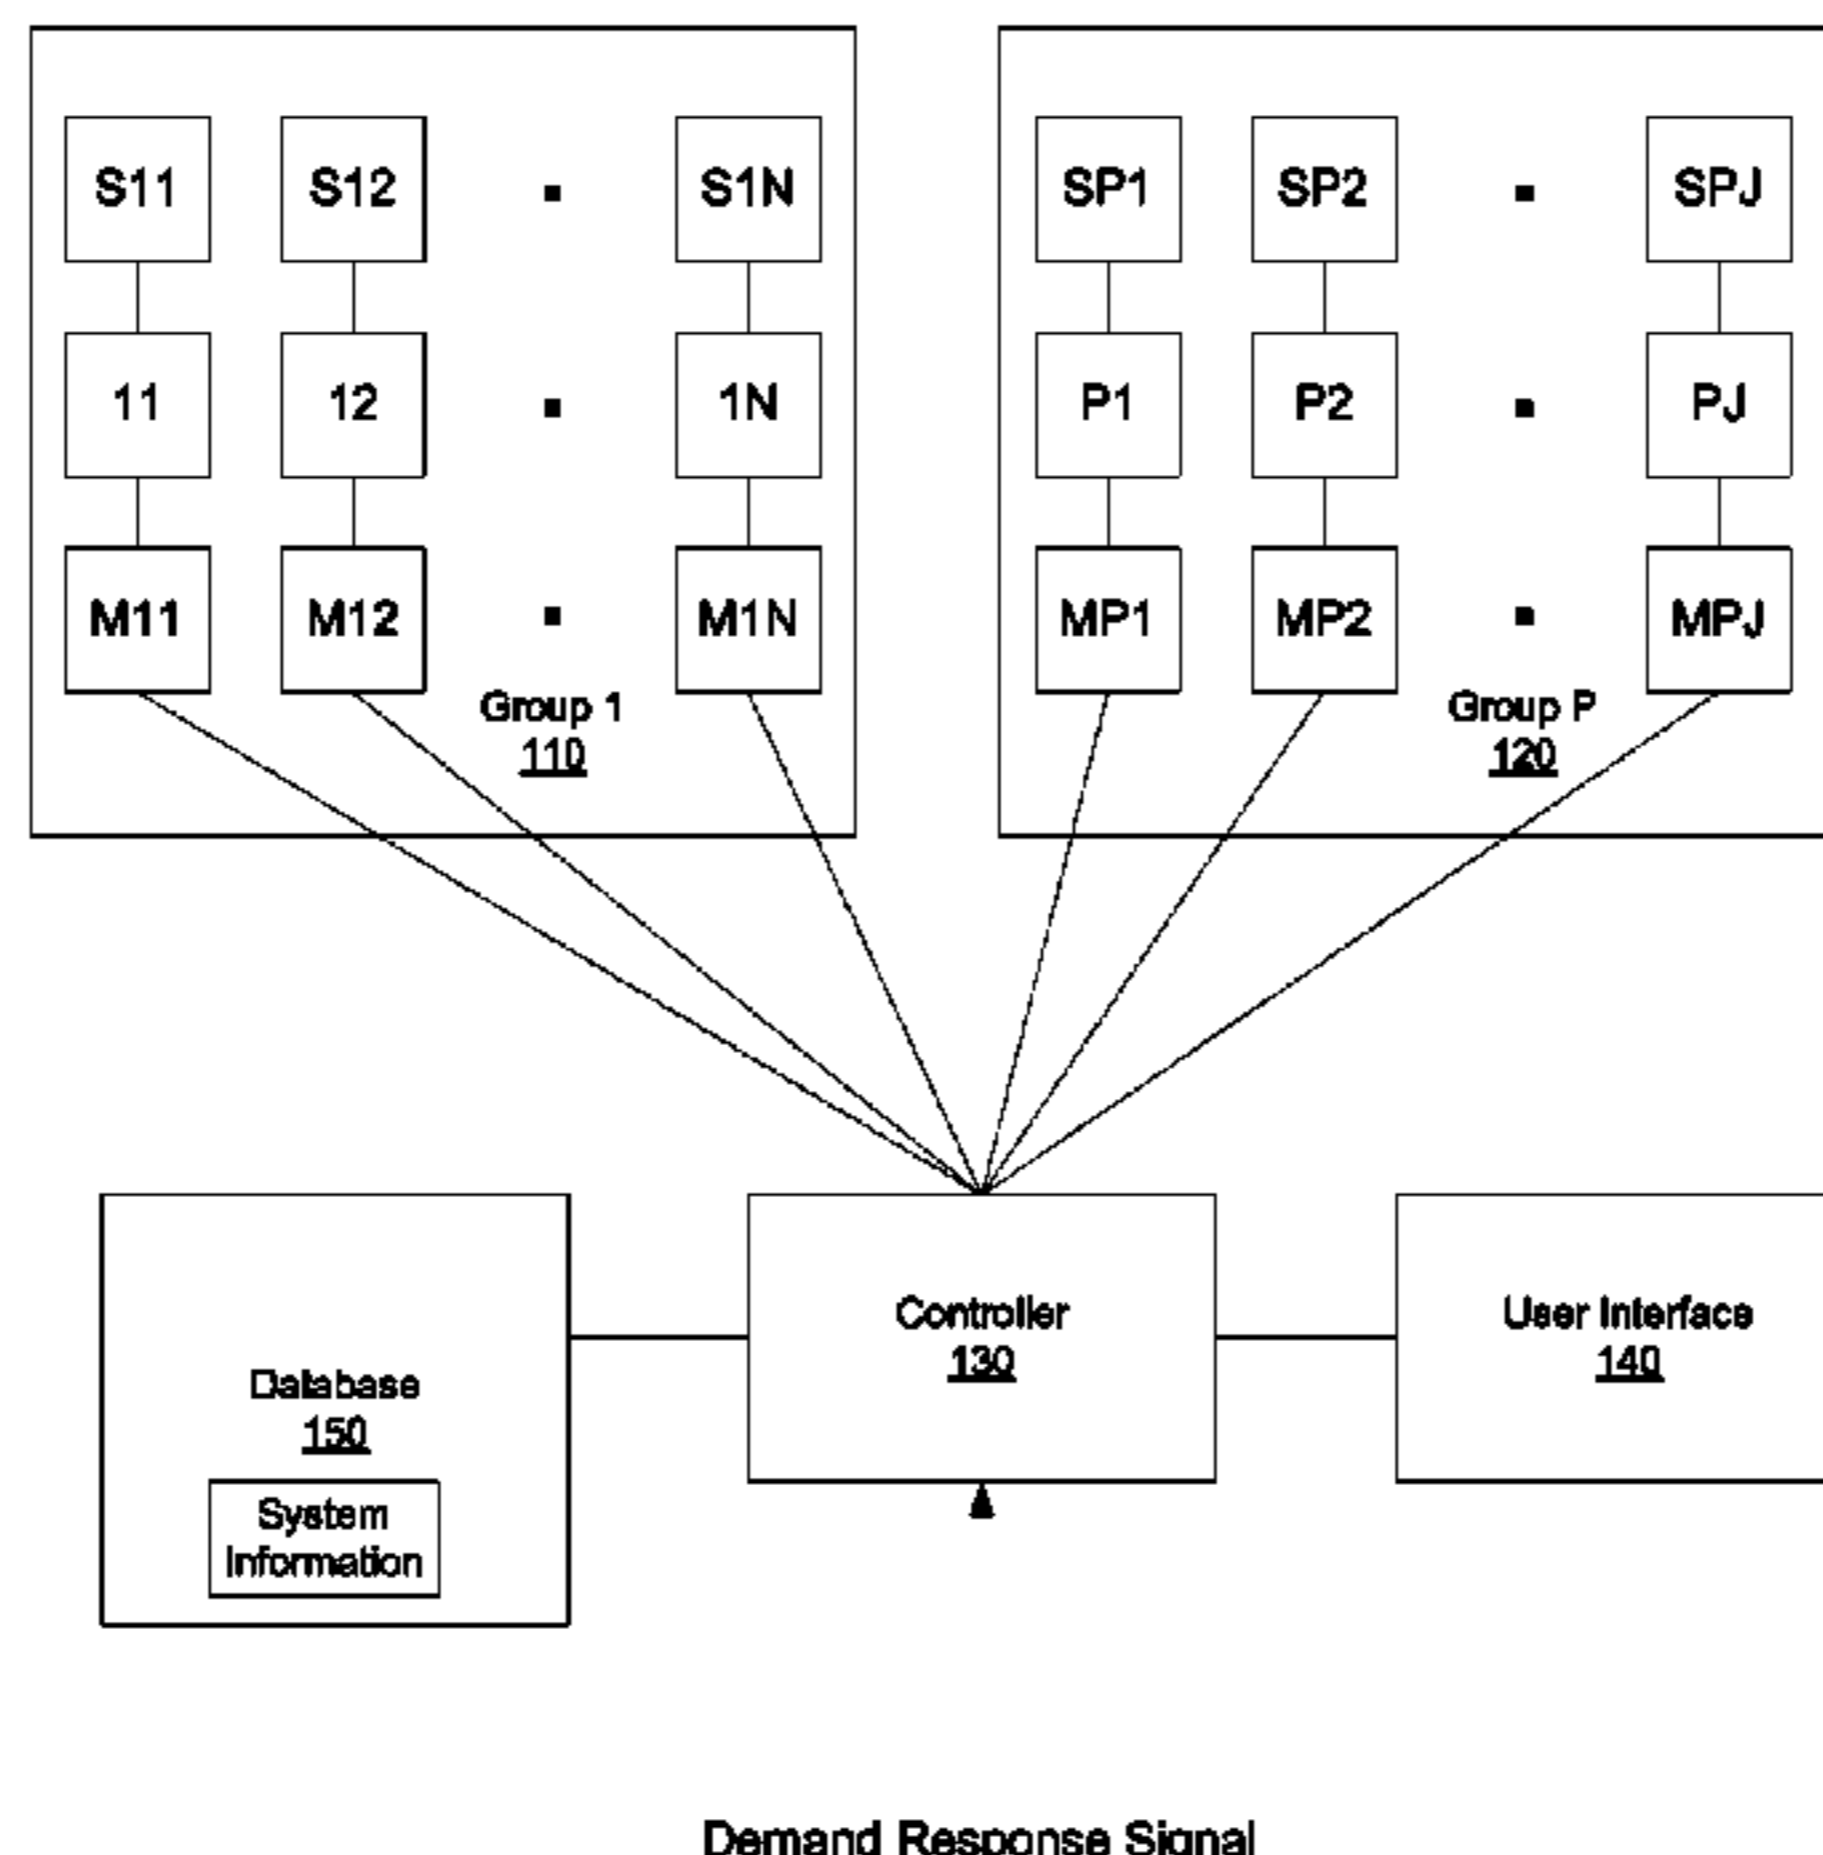 S11 S12 S1N SP1 SP2 SPJ
11 12 1N P1 P2 PJ
M11 M12 M1N MP1 MP2 MPJ
Group 1
110
Group P
120
Controller
130
User Interface
140
Database
150
System
Information
Demand Response Signal